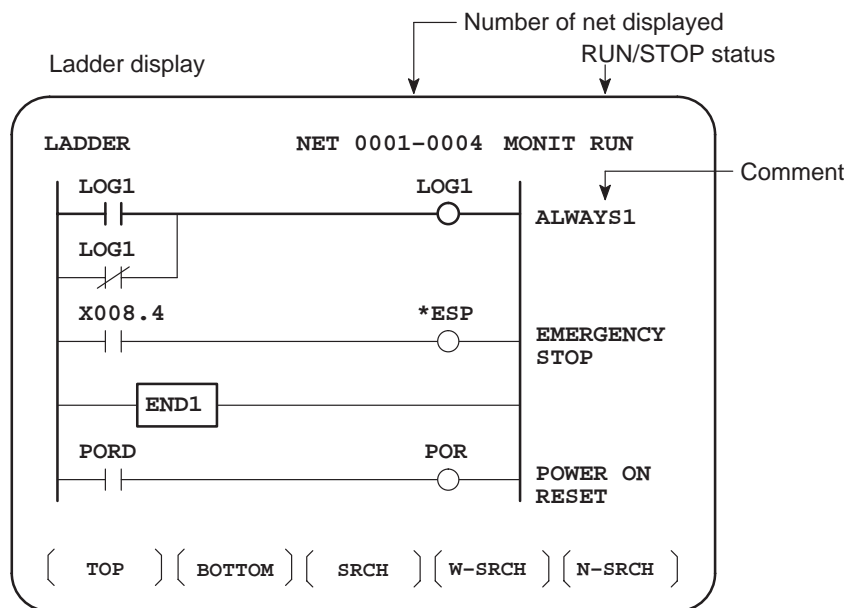 Number of net displayed
RUN/STOP status
Ladder display
LADDER NET 0001-0004 MONIT RUN
Comment
LOG1 LOG1
ALWAYS1
LOG1
X008.4 *ESP
EMERGENCY
STOP
END1
PORD POR
POWER ON
RESET
TOP BOTTOM SRCH W-SRCH N-SRCH